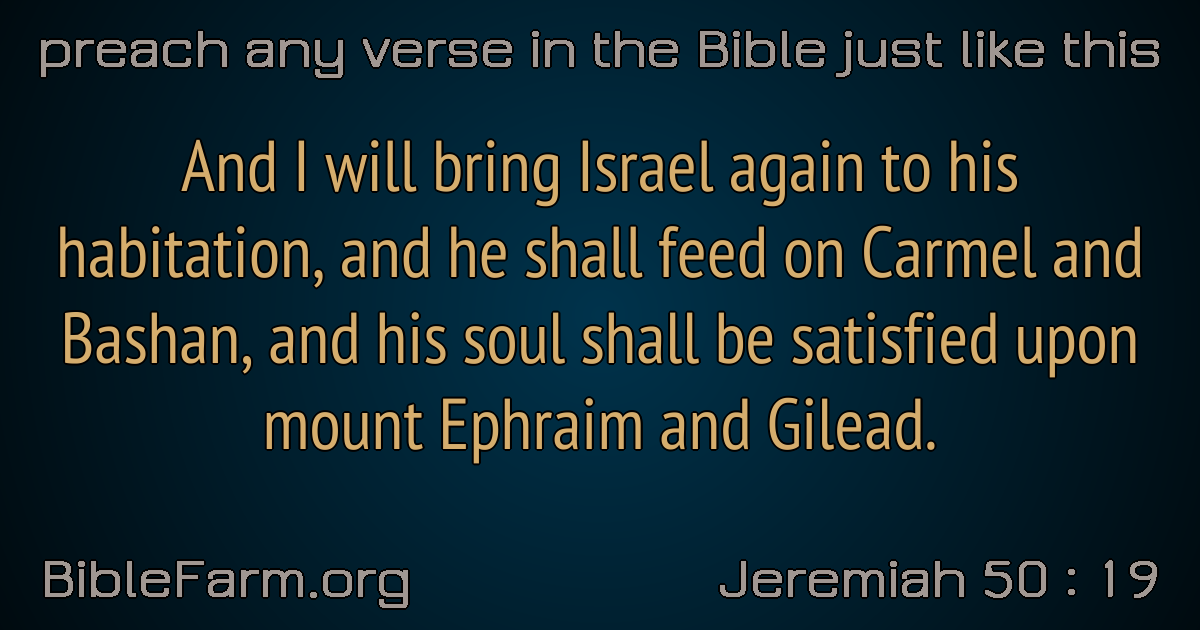 preach any verse in the Bible just like this
And I will bring Israel again to his
habitation, and he shall feed on Carmel and
Bashan, and his soul shall be satisfied upon
mount Ephraim and Gilead.
BibleFarm.org
Jeremiah 50 : 19